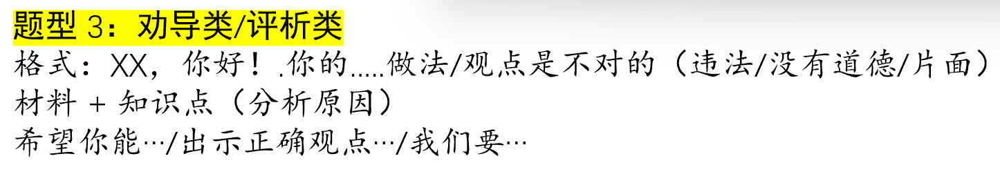 题型 3：劝导类/评析类
格式：XX，你好！.你的.....做法/观点是不对的（违法/没有道德/片面）
材料 + 知识点（分析原因）
希望你能…/出示正确观点…/我们要…